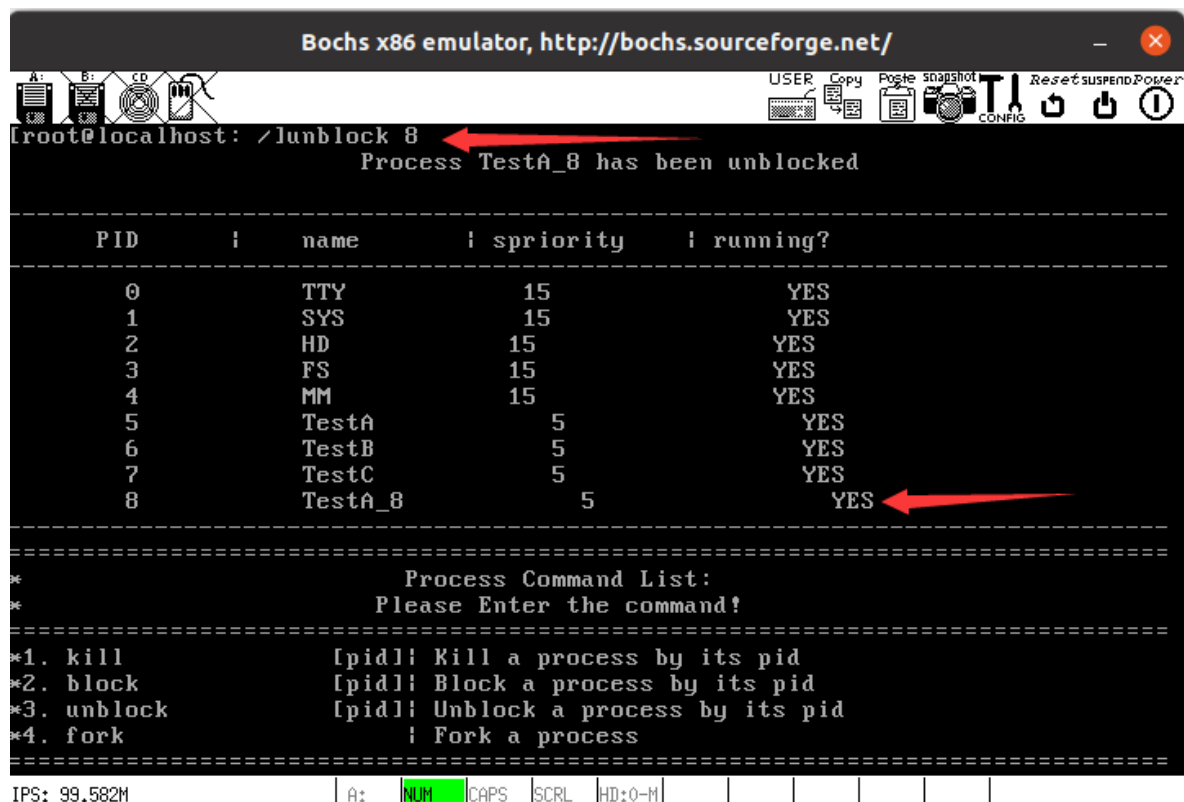 Bochs x86 emulator, http://bochs.sourceforge.net/
A: B: CD USER Copy Paste snapshot CONFIG Reset SUSPEND Power
[root@localhost: /]unblock 8
Process TestA_8 has been unblocked
--------------------------------------------------------------------------------
PID | name | spriority | running?
--------------------------------------------------------------------------------
0 TTY 15 YES
1 SYS 15 YES
2 HD 15 YES
3 FS 15 YES
4 MM 15 YES
5 TestA 5 YES
6 TestB 5 YES
7 TestC 5 YES
8 TestA_8 5 YES
--------------------------------------------------------------------------------
================================================================================
* Process Command List:
* Please Enter the command!
================================================================================
*1. kill [pid]| Kill a process by its pid
*2. block [pid]| Block a process by its pid
*3. unblock [pid]| Unblock a process by its pid
*4. fork | Fork a process
================================================================================
IPS: 99.582M A: NUM CAPS SCRL HD:0-M